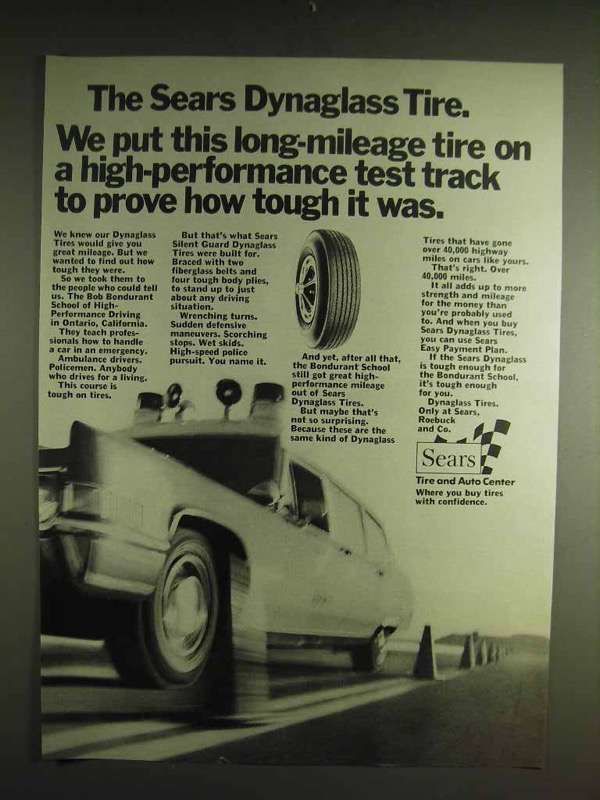 The Sears Dynaglass Tire.
We put this long-mileage tire on
a high-performance test track
to prove how tough it was.
We knew our Dynaglass
Tires would give you
great mileage. But we
wanted to find out how
tough they were.
So we took them to
the people who could tell
us. The Bob Bondurant
School of High-
Performance Driving
in Ontario, California.
They teach profes-
sionals how to handle
a car in an emergency.
Ambulance drivers.
Policemen. Anybody
who drives for a living.
This course is
tough on tires.
But that's what Sears
Silent Guard Dynaglass
Tires were built for.
Braced with two
fiberglass belts and
four tough body plies,
to stand up to just
about any driving
situation.
Wrenching turns.
Sudden defensive
maneuvers. Scorching
stops. Wet skids.
High-speed police
pursuit. You name it.
And yet, after all that,
the Bondurant School
still got great high-
performance mileage
out of Sears
Dynaglass Tires.
But maybe that's
not so surprising.
Because these are the
same kind of Dynaglass
Tires that have gone
over 40,000 highway
miles on cars like yours.
That's right. Over
40,000 miles.
It all adds up to more
strength and mileage
for the money than
you're probably used
to. And when you buy
Sears Dynaglass Tires,
you can use Sears
Easy Payment Plan.
If the Sears Dynaglass
is tough enough for
the Bondurant School,
it's tough enough
for you.
Dynaglass Tires.
Only at Sears,
Roebuck
and Co.
Sears
Tire and Auto Center
Where you buy tires
with confidence.